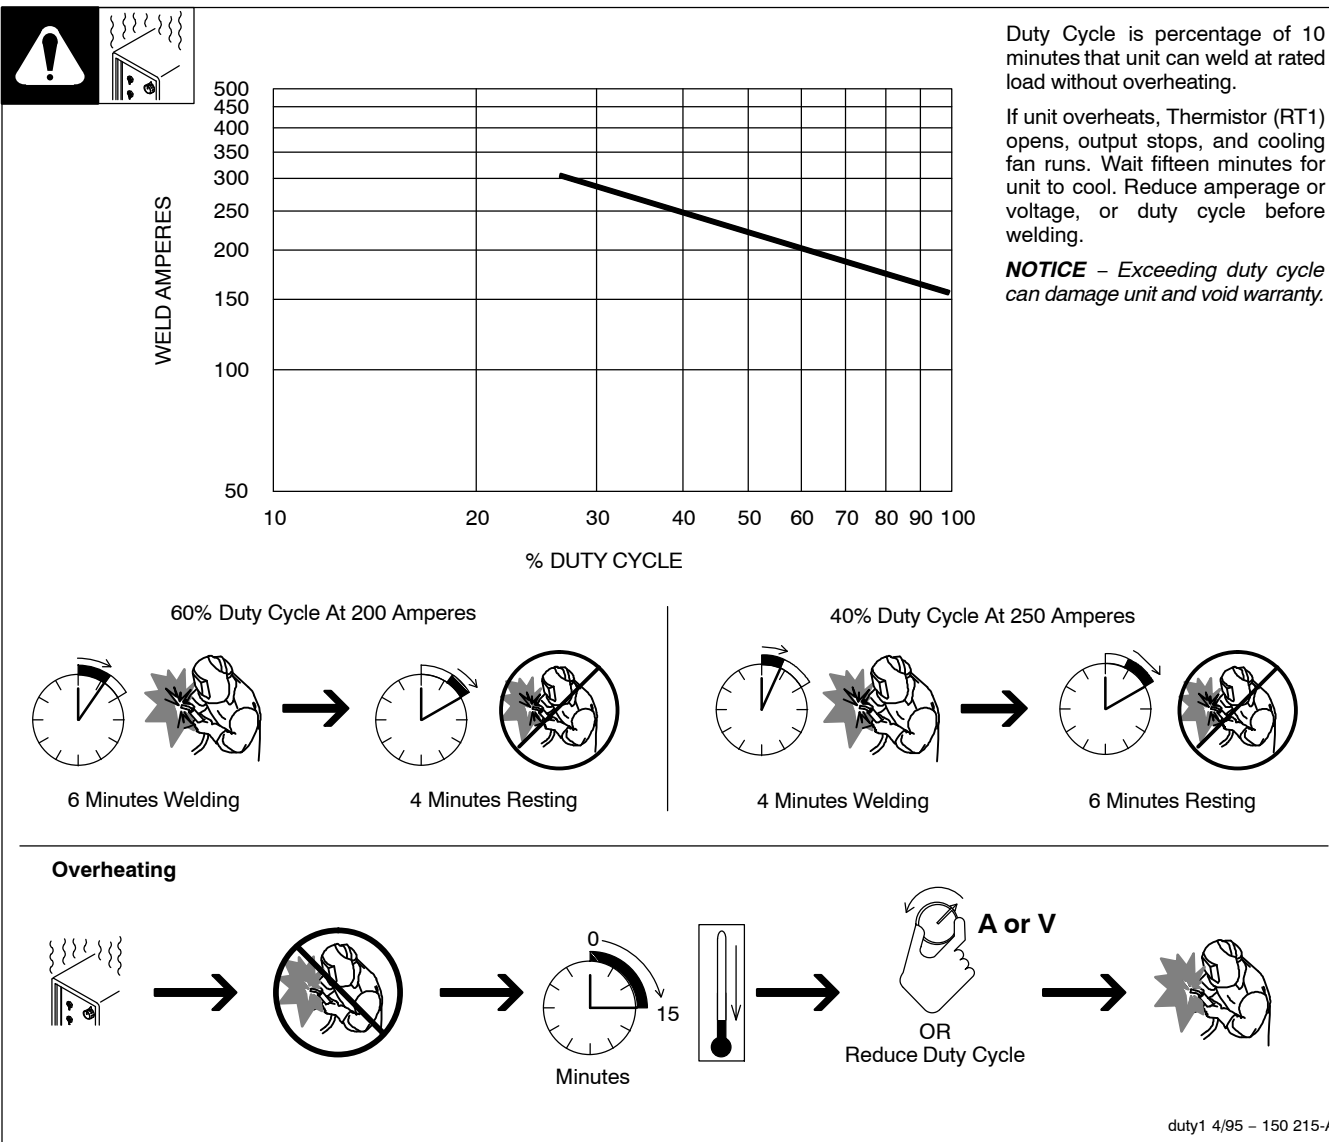 Duty Cycle is percentage of 10
minutes that unit can weld at rated
load without overheating.
If unit overheats, Thermistor (RT1)
opens, output stops, and cooling
fan runs. Wait fifteen minutes for
unit to cool. Reduce amperage or
voltage, or duty cycle before
welding.
NOTICE – Exceeding duty cycle
can damage unit and void warranty.
500
450
400
350
300
250
200
150
100
50
WELD AMPERES
10 20 30 40 50 60 70 80 90 100
% DUTY CYCLE
60% Duty Cycle At 200 Amperes
6 Minutes Welding
4 Minutes Resting
40% Duty Cycle At 250 Amperes
4 Minutes Welding
6 Minutes Resting
Overheating
0
15
Minutes
A or V
OR
Reduce Duty Cycle
duty1 4/95 – 150 215-A